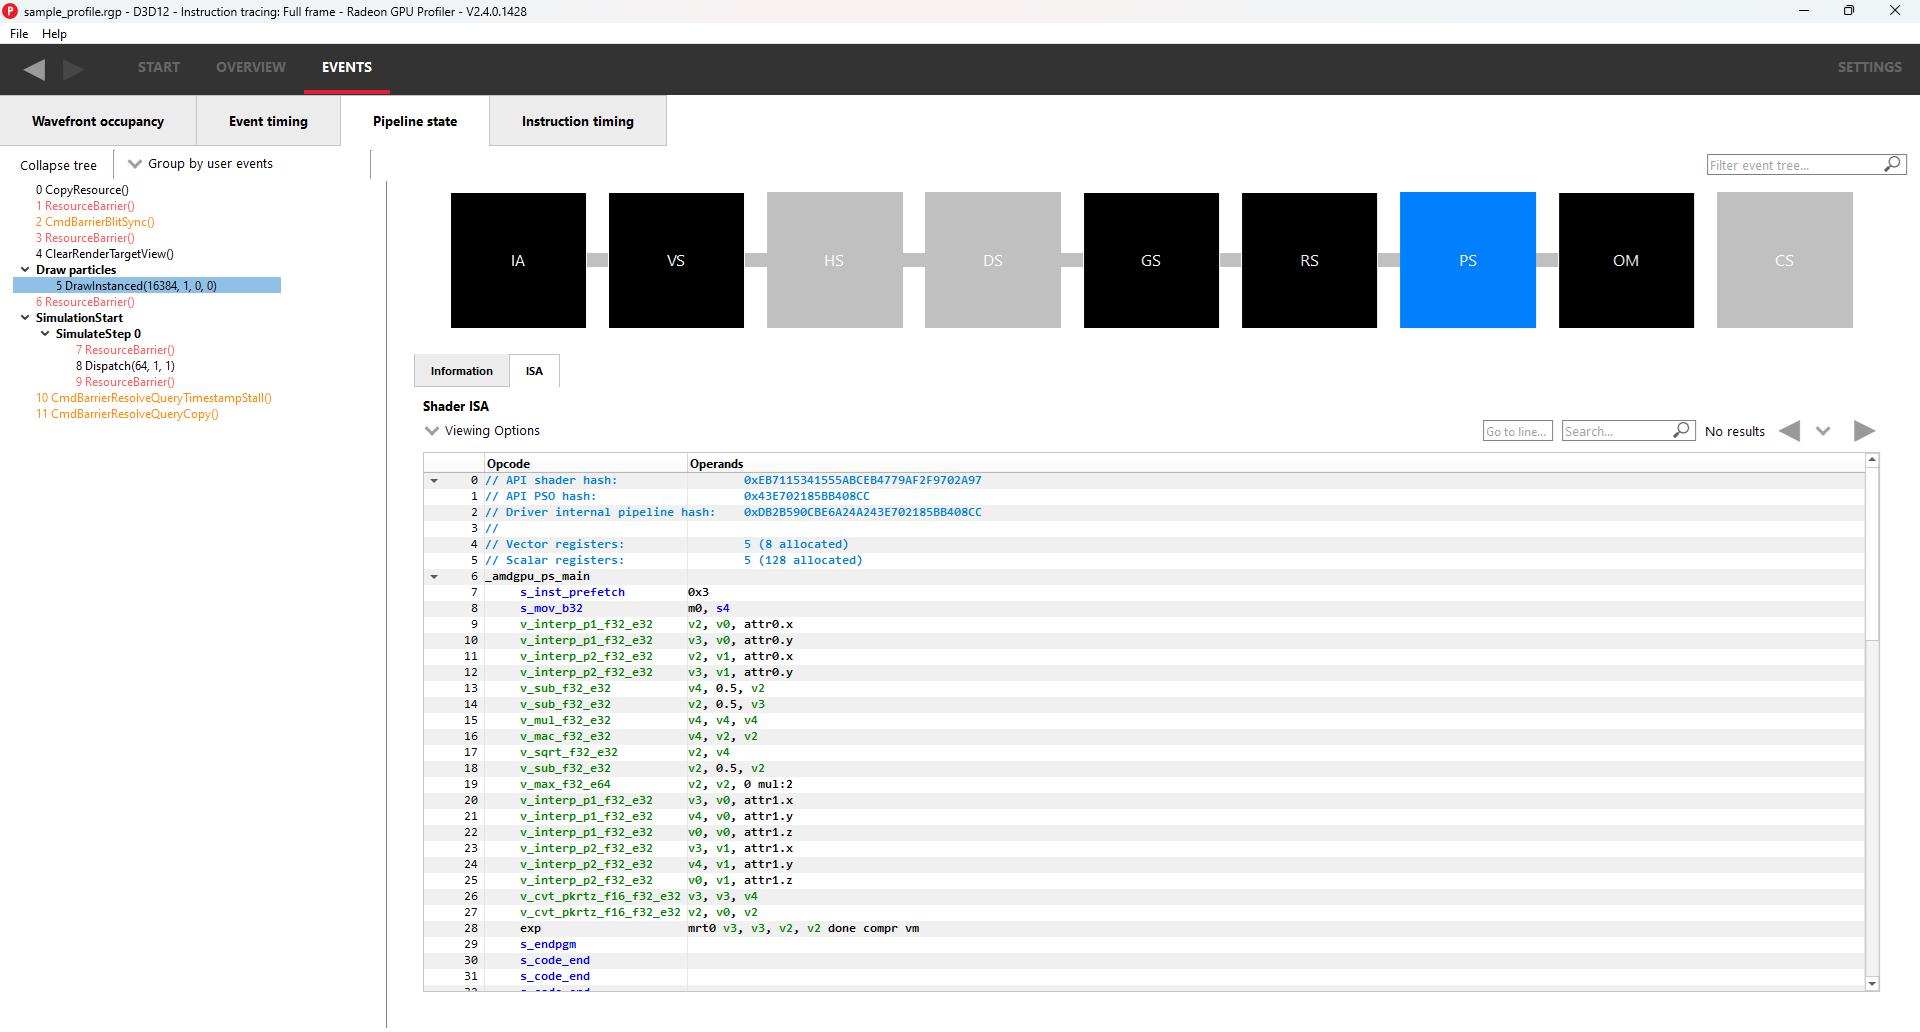 sample_profile.rgp - D3D12 - Instruction tracing: Full frame - Radeon GPU Profiler - V2.4.0.1428
File Help
START OVERVIEW EVENTS SETTINGS
Wavefront occupancy Event timing Pipeline state Instruction timing
Collapse tree Group by user events Filter event tree...
0 CopyResource()
1 ResourceBarrier()
2 CmdBarrierBlitSync()
3 ResourceBarrier()
4 ClearRenderTargetView()
Draw particles
5 DrawInstanced(16384, 1, 0, 0)
6 ResourceBarrier()
SimulationStart
SimulateStep 0
7 ResourceBarrier()
8 Dispatch(64, 1, 1)
9 ResourceBarrier()
10 CmdBarrierResolveQueryTimestampStall()
11 CmdBarrierResolveQueryCopy()
IA VS HS DS GS RS PS OM CS
Information ISA
Shader ISA
Viewing Options Go to line... Search... No results
Opcode Operands
0 // API shader hash: 0xEB7115341555ABCEB4779AF2F9702A97
1 // API PSO hash: 0x43E702185BB408CC
2 // Driver internal pipeline hash: 0xDB2B590CBE6A24A243E702185BB408CC
3 //
4 // Vector registers: 5 (8 allocated)
5 // Scalar registers: 5 (128 allocated)
6 _amdgpu_ps_main
7 s_inst_prefetch 0x3
8 s_mov_b32 m0, s4
9 v_interp_p1_f32_e32 v2, v0, attr0.x
10 v_interp_p1_f32_e32 v3, v0, attr0.y
11 v_interp_p2_f32_e32 v2, v1, attr0.x
12 v_interp_p2_f32_e32 v3, v1, attr0.y
13 v_sub_f32_e32 v4, 0.5, v2
14 v_sub_f32_e32 v2, 0.5, v3
15 v_mul_f32_e32 v4, v4, v4
16 v_mac_f32_e32 v4, v2, v2
17 v_sqrt_f32_e32 v2, v4
18 v_sub_f32_e32 v2, 0.5, v2
19 v_max_f32_e64 v2, v2, 0 mul:2
20 v_interp_p1_f32_e32 v3, v0, attr1.x
21 v_interp_p1_f32_e32 v4, v0, attr1.y
22 v_interp_p1_f32_e32 v0, v0, attr1.z
23 v_interp_p2_f32_e32 v3, v1, attr1.x
24 v_interp_p2_f32_e32 v4, v1, attr1.y
25 v_interp_p2_f32_e32 v0, v1, attr1.z
26 v_cvt_pkrtz_f16_f32_e32 v3, v3, v4
27 v_cvt_pkrtz_f16_f32_e32 v2, v0, v2
28 exp mrt0 v3, v3, v2, v2 done compr vm
29 s_endpgm
30 s_code_end
31 s_code_end